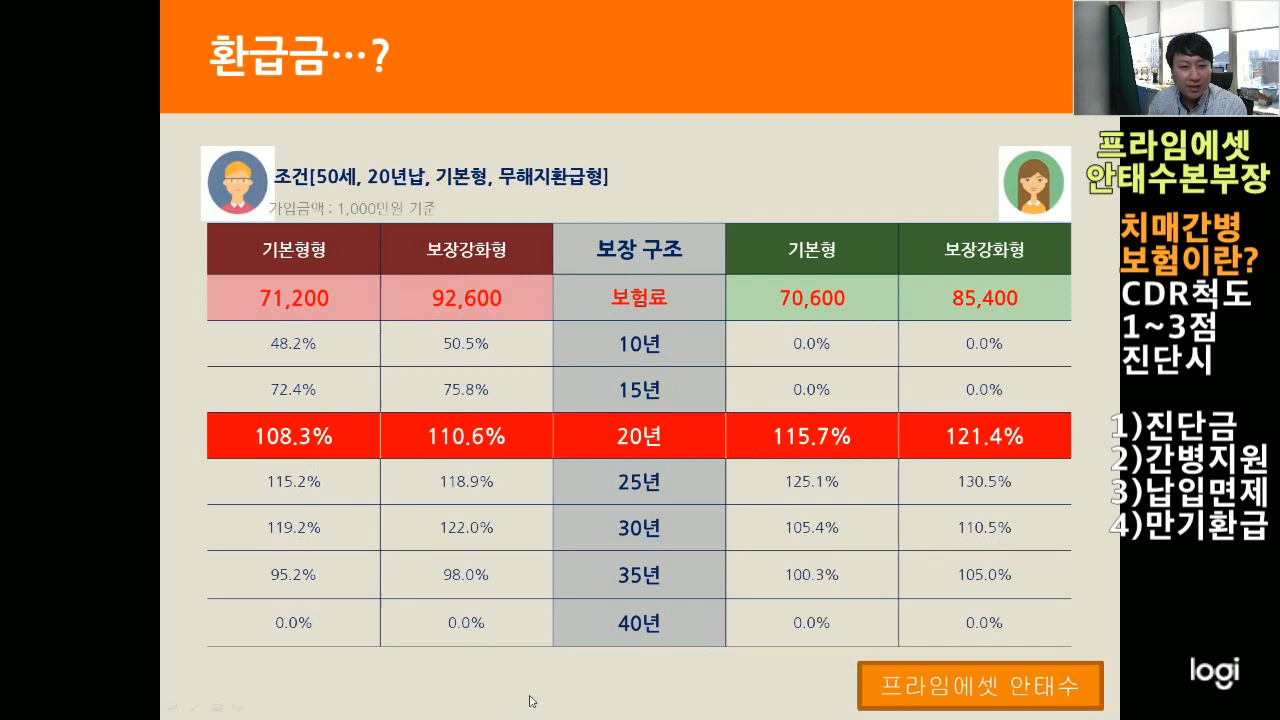 환급금…?
조건[50세, 20년납, 기본형, 무해지환급형]
가입금액 : 1,000만원 기준
기본형형 보장강화형 보장 구조 기본형 보장강화형
71,200 92,600 보험료 70,600 85,400
48.2% 50.5% 10년 0.0% 0.0%
72.4% 75.8% 15년 0.0% 0.0%
108.3% 110.6% 20년 115.7% 121.4%
115.2% 118.9% 25년 125.1% 130.5%
119.2% 122.0% 30년 105.4% 110.5%
95.2% 98.0% 35년 100.3% 105.0%
0.0% 0.0% 40년 0.0% 0.0%
프라임에셋 안태수
프라임에셋
안태수본부장
치매간병
보험이란?
CDR척도
1~3점
진단시
1)진단금
2)간병지원
3)납입면제
4)만기환급
logi